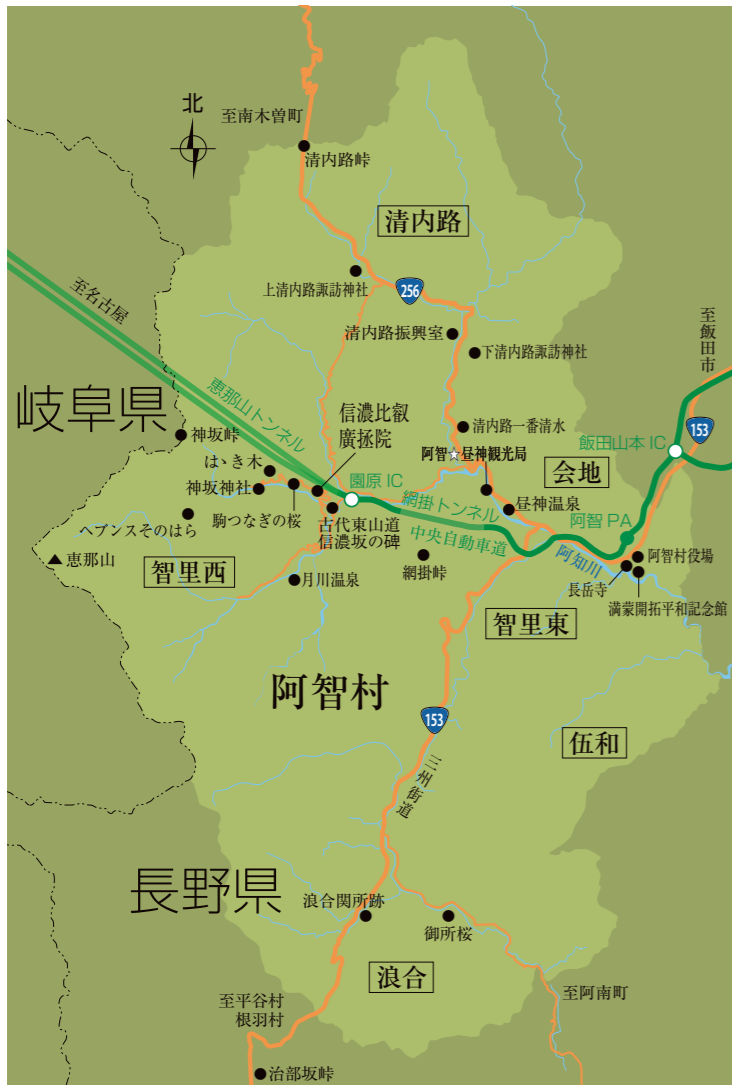 北
至南木曽町
清内路峠
清内路
上清内路諏訪神社
256
至名古屋
清内路振興室
下清内路諏訪神社
至飯田市
岐阜県
恵那山トンネル
信濃比叡
廣拯院
清内路一番清水
153
神坂峠
飯田山本IC
阿智☆昼神観光局
会地
はゝき木
園原IC
神坂神社
網掛トンネル
昼神温泉
駒つなぎの桜
古代東山道
信濃坂の碑
阿智PA
ヘブンスそのはら
中央自動車道
恵那山
網掛峠
阿知川
阿智村役場
智里西
月川温泉
長岳寺
満蒙開拓平和記念館
智里東
阿智村
153
伍和
三州街道
長野県
浪合関所跡
御所桜
浪合
至阿南町
至平谷村
根羽村
治部坂峠